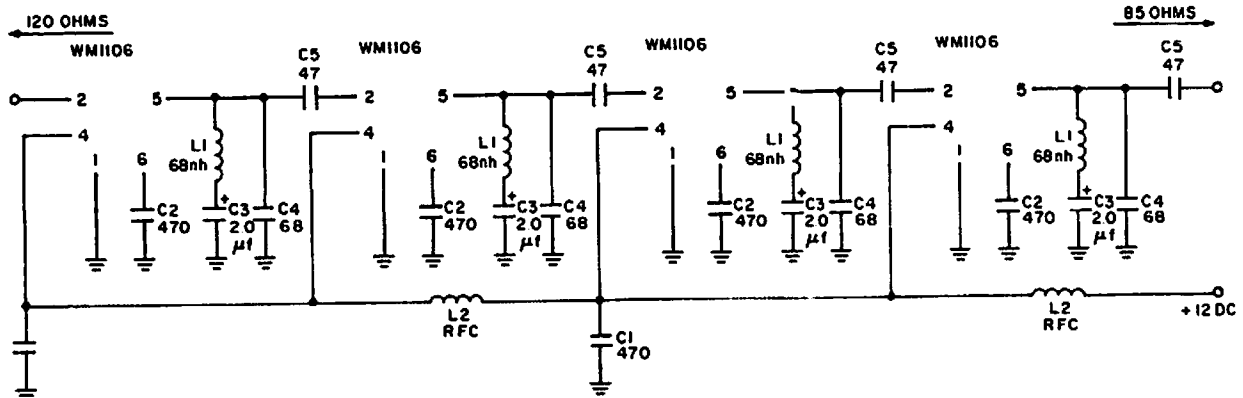 120 OHMS
85 OHMS
WM1106
C5
47
WM1106
C5
47
WM1106
C5
47
WM1106
C5
47
2
5
2
5
2
5
2
5
4
4
4
4
1
6
L1
68nh
1
6
L1
68nh
1
6
L1
68nh
1
6
L1
68nh
+
+
+
+
C2
470
C3
2.0
μf
C4
68
C2
470
C3
2.0
μf
C4
68
C2
470
C3
2.0
μf
C4
68
C2
470
C3
2.0
μf
C4
68
L2
RFC
C1
470
L2
RFC
+12 DC